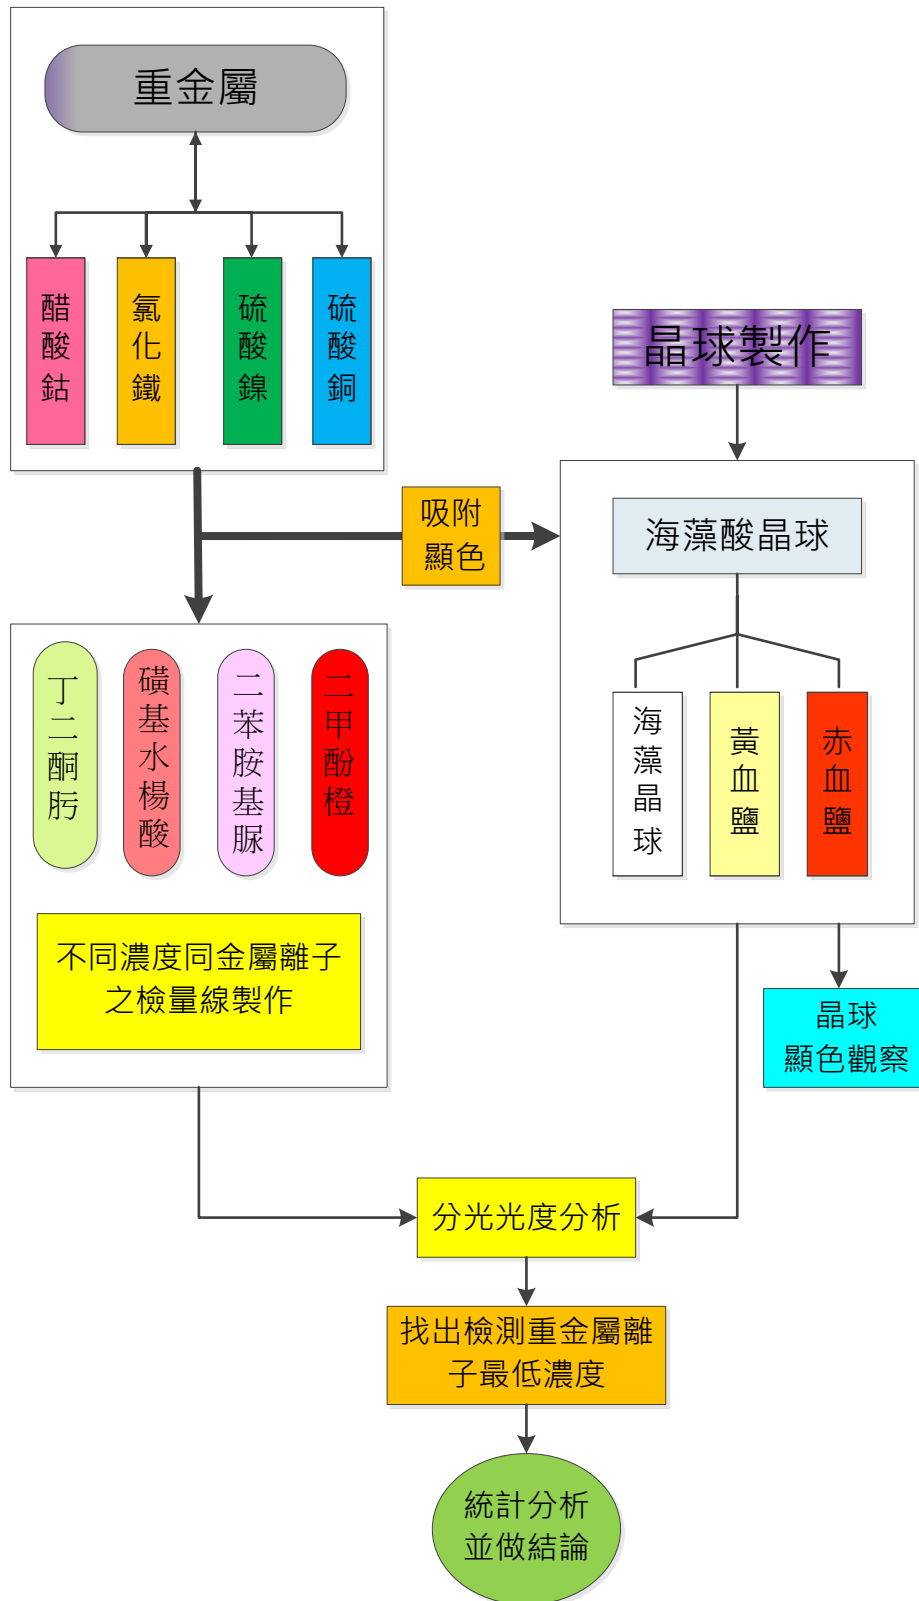 重金屬
醋酸鈷
氯化鐵
硫酸鎳
硫酸銅
晶球製作
吸附
顯色
海藻酸晶球
海藻晶球
黃血鹽
赤血鹽
丁二酮肟
磺基水楊酸
二苯胺基脲
二甲酚橙
不同濃度同金屬離子
之檢量線製作
晶球
顯色觀察
分光光度分析
找出檢測重金屬離
子最低濃度
統計分析
並做結論